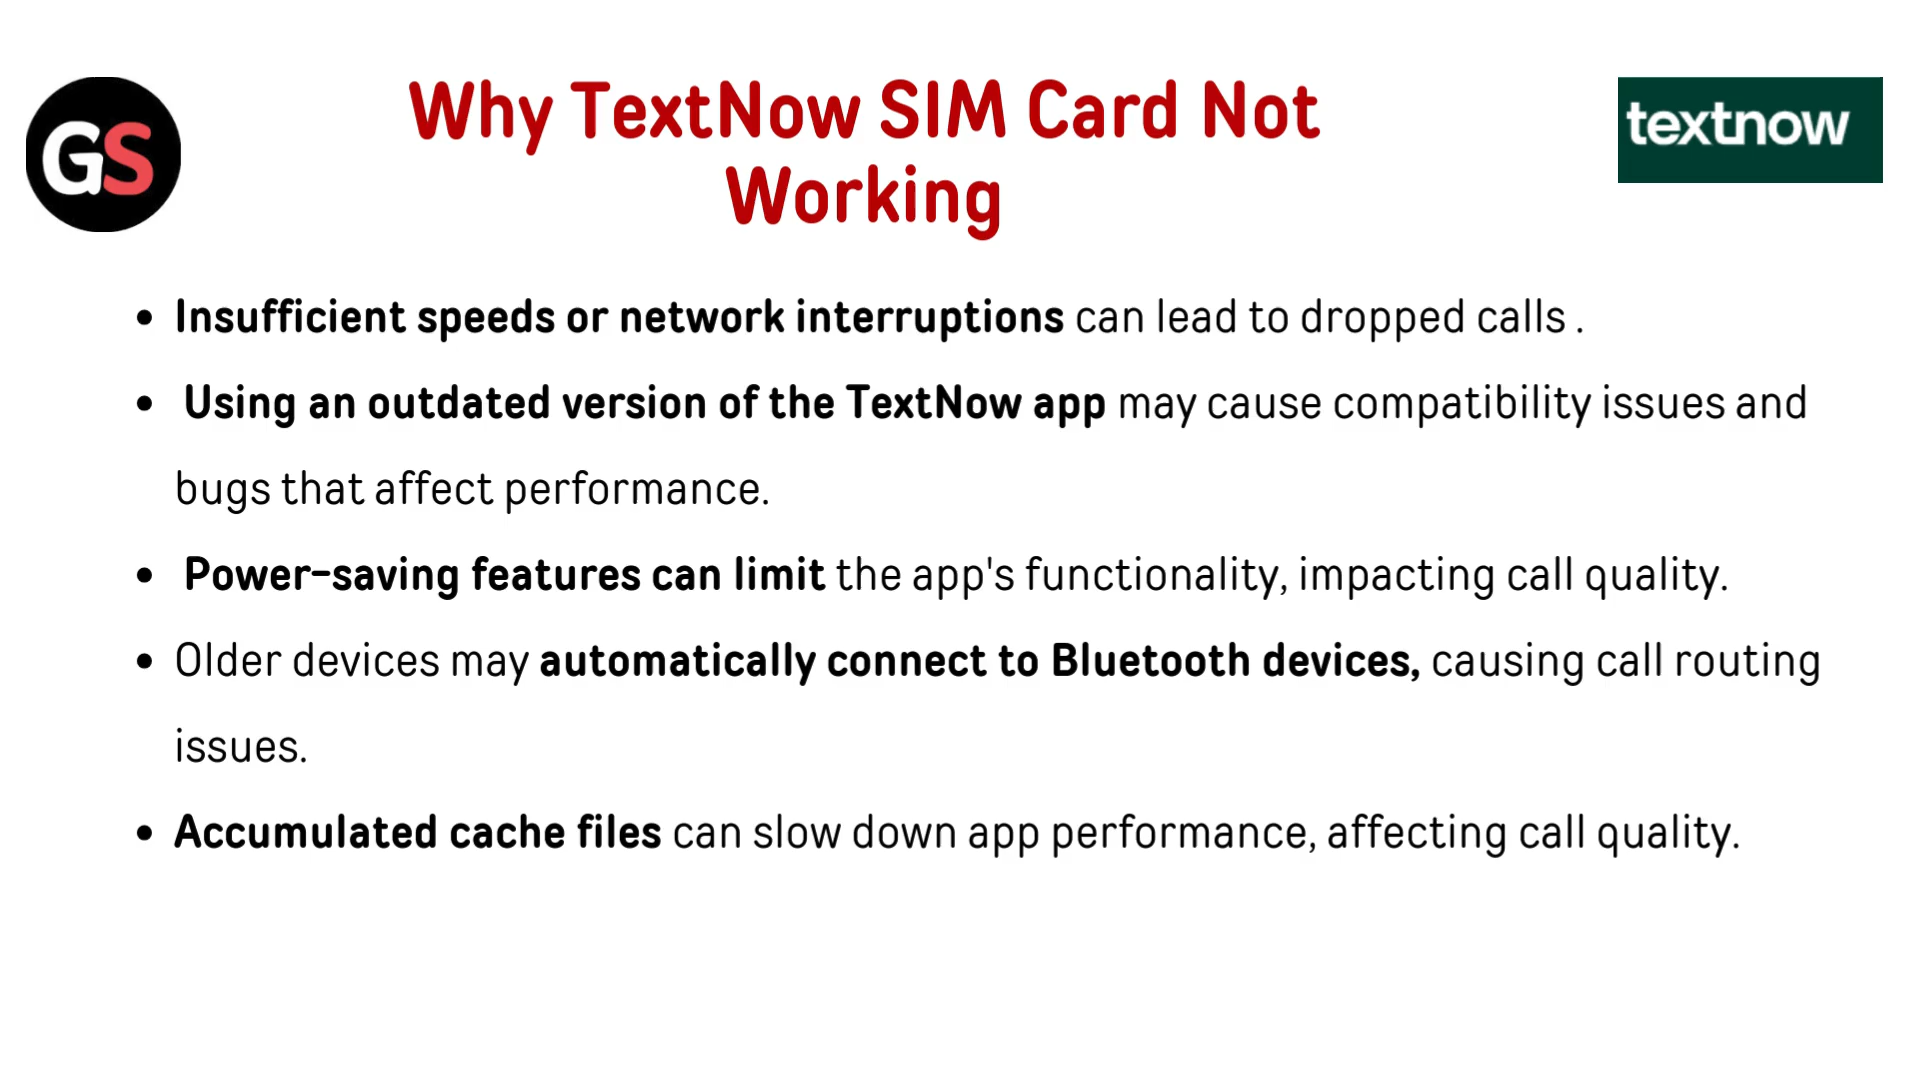 GS
Why TextNow SIM Card Not
Working
textnow
• Insufficient speeds or network interruptions can lead to dropped calls .
• Using an outdated version of the TextNow app may cause compatibility issues and
bugs that affect performance.
• Power-saving features can limit the app's functionality, impacting call quality.
• Older devices may automatically connect to Bluetooth devices, causing call routing
issues.
• Accumulated cache files can slow down app performance, affecting call quality.